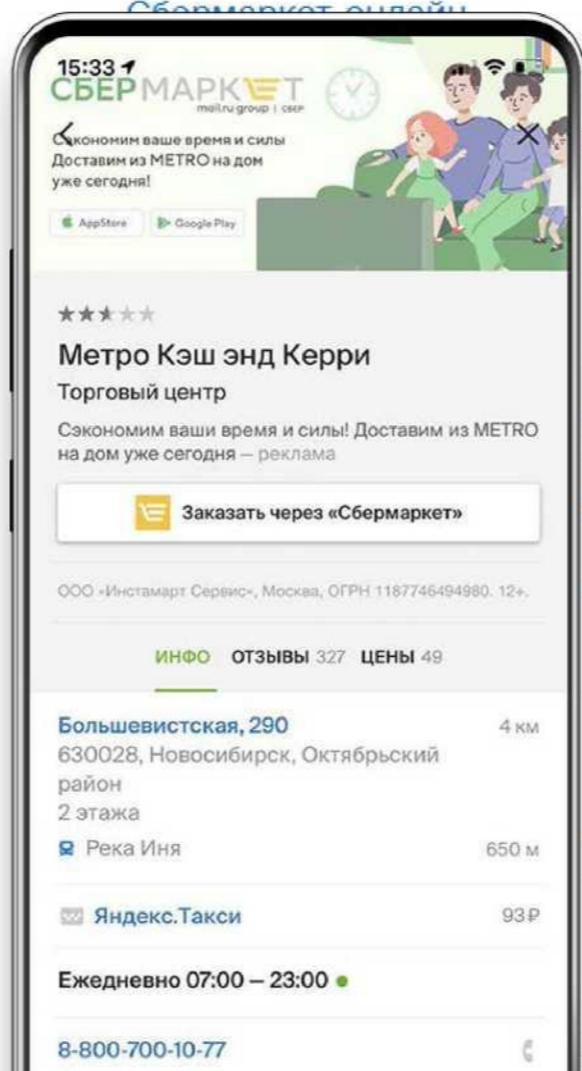 Сбермаркет онлайн
15:33
СБЕРМАРКЕТ
mail.ru group | сбер
Сэкономим ваше время и силы
Доставим из METRO на дом
уже сегодня!
AppStore Google Play
Метро Кэш энд Керри
Торговый центр
Сэкономим ваши время и силы! Доставим из METRO
на дом уже сегодня — реклама
Заказать через «Сбермаркет»
ООО «Инстамарт Сервис», Москва, ОГРН 1187746494980. 12+.
ИНФО ОТЗЫВЫ 327 ЦЕНЫ 49
Большевистская, 290 4 км
630028, Новосибирск, Октябрьский
район
2 этажа
Река Иня 650 м
Яндекс.Такси 93₽
Ежедневно 07:00 — 23:00
8-800-700-10-77